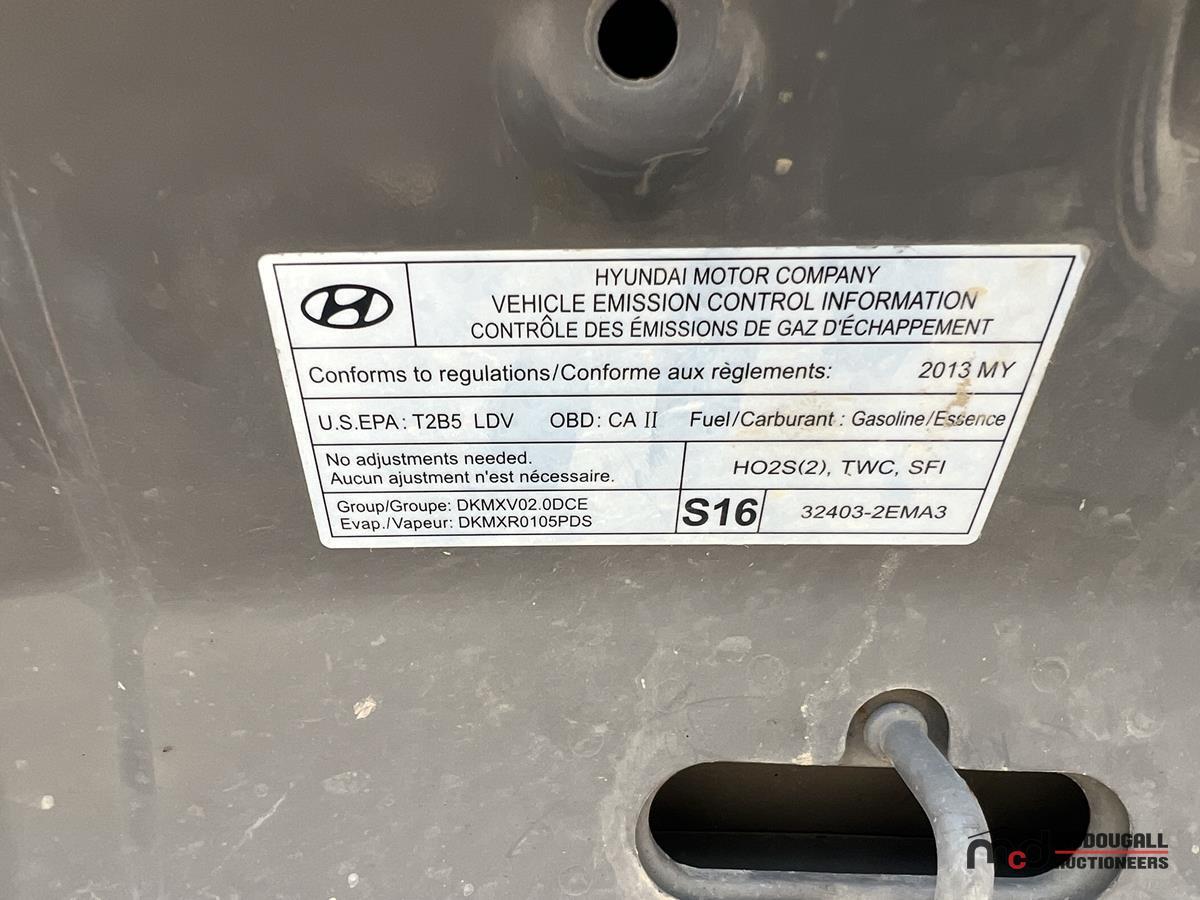 HYUNDAI MOTOR COMPANY
VEHICLE EMISSION CONTROL INFORMATION
CONTRÔLE DES ÉMISSIONS DE GAZ D'ÉCHAPPEMENT
Conforms to regulations/Conforme aux règlements: 2013 MY
U.S.EPA: T2B5 LDV OBD: CA II Fuel/Carburant : Gasoline/Essence
No adjustments needed.
Aucun ajustment n'est nécessaire.
HO2S(2), TWC, SFI
Group/Groupe: DKMXV02.0DCE
Evap./Vapeur: DKMXR0105PDS
S16
32403-2EMA3
mcd
McDOUGALL
AUCTIONEERS